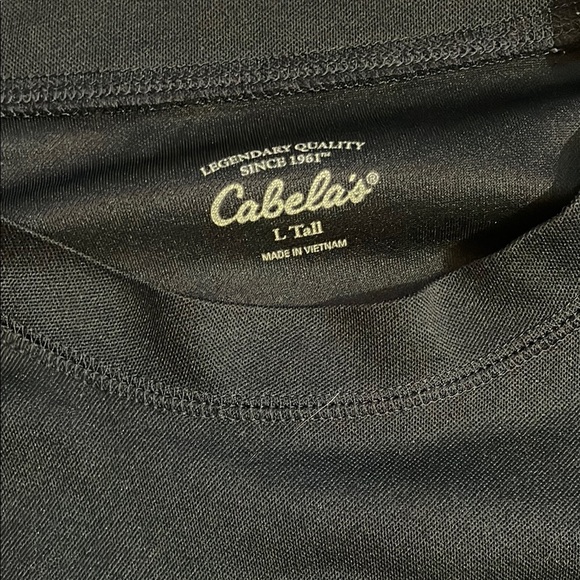 LEGENDARY QUALITY
SINCE 1961™
Cabela's®
L Tall
MADE IN VIETNAM